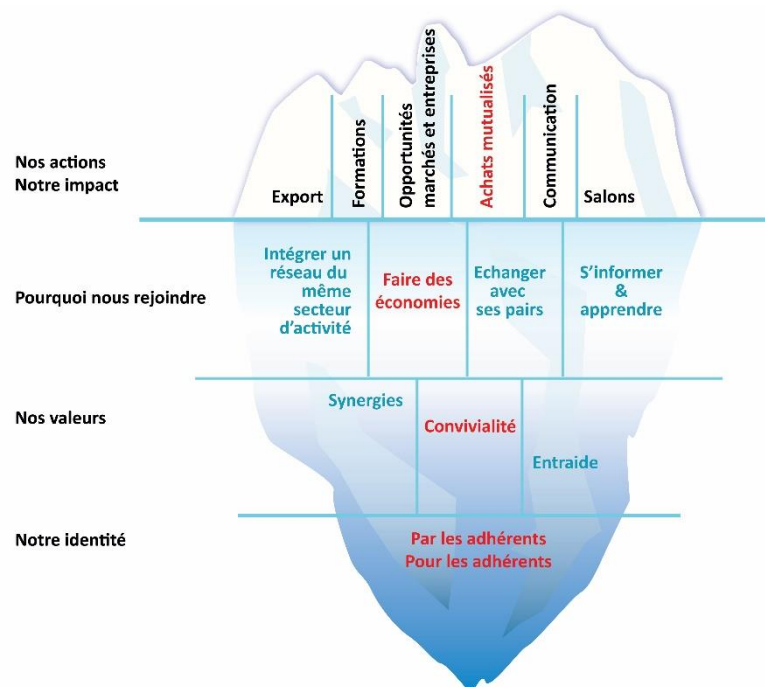 Nos actions
Notre impact
Export
Formations
Opportunités
marchés et entreprises
Achats mutualisés
Communication
Salons
Pourquoi nous rejoindre
Intégrer un
réseau du
même
secteur
d’activité
Faire des
économies
Echanger
avec
ses pairs
S’informer
&
apprendre
Nos valeurs
Synergies
Convivialité
Entraide
Notre identité
Par les adhérents
Pour les adhérents